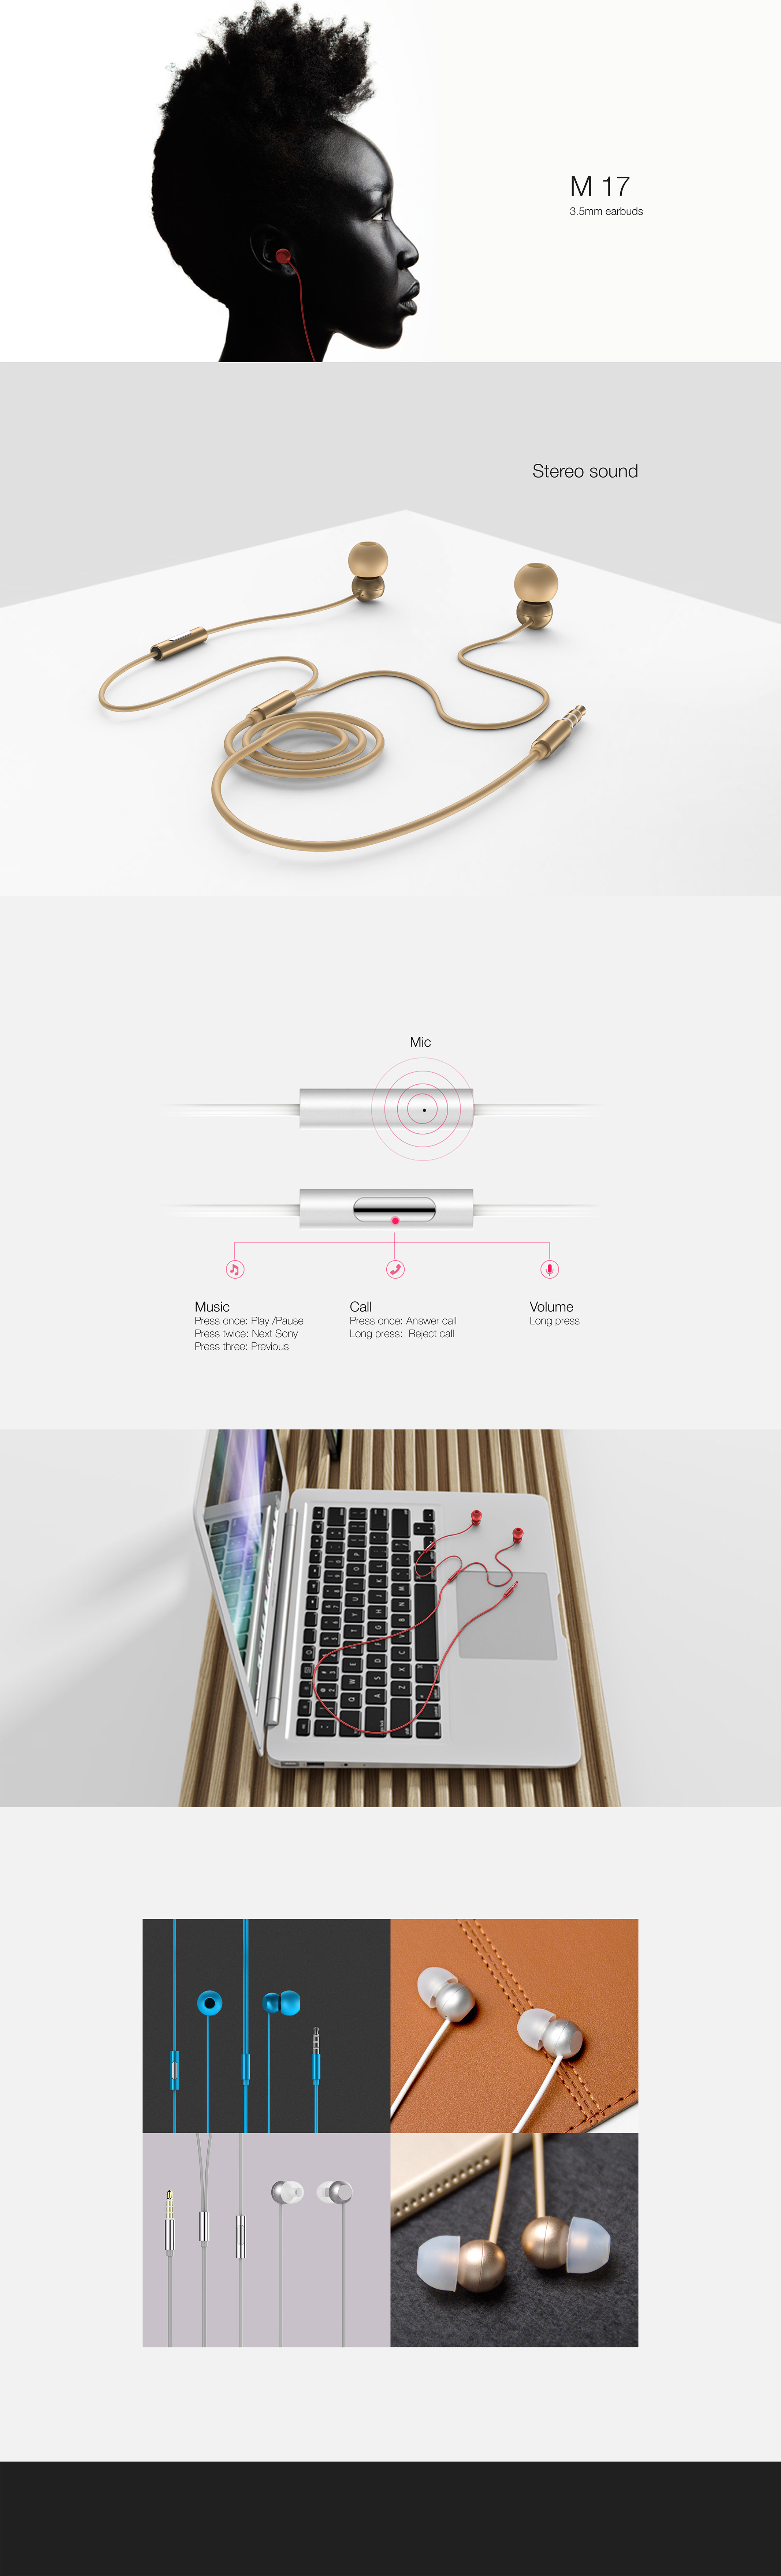 M 17
3.5mm earbuds
Stereo sound
Mic
Music
Press once: Play /Pause
Press twice: Next Sony
Press three: Previous
Call
Press once: Answer call
Long press:  Reject call
Volume
Long press